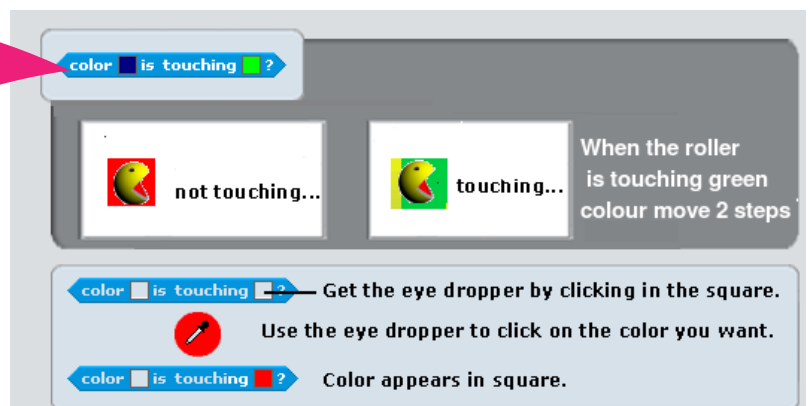 color is touching ?
not touching...
touching...
When the roller
is touching green
colour move 2 steps
color is touching ?
Get the eye dropper by clicking in the square.
Use the eye dropper to click on the color you want.
color is touching ?
Color appears in square.